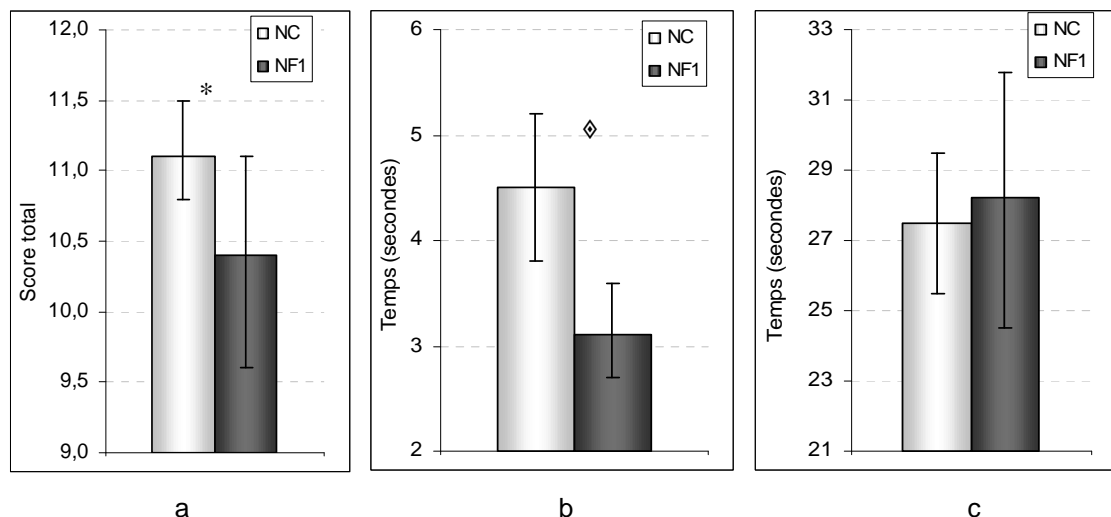 12,0
11,5
11,0
10,5
10,0
9,5
9,0
Score total
NC
NF1
*
a
6
5
4
3
2
Temps (secondes)
NC
NF1
b
33
31
29
27
25
23
21
Temps (secondes)
NC
NF1
c